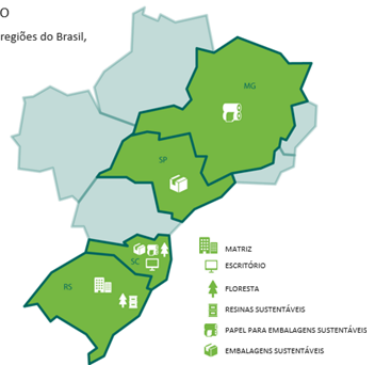 O
regiões do Brasil,
MG
SP
SC
RS
MATRIZ
ESCRITÓRIO
FLORESTA
RESINAS SUSTENTÁVEIS
PAPEL PARA EMBALAGENS SUSTENTÁVEIS
EMBALAGENS SUSTENTÁVEIS